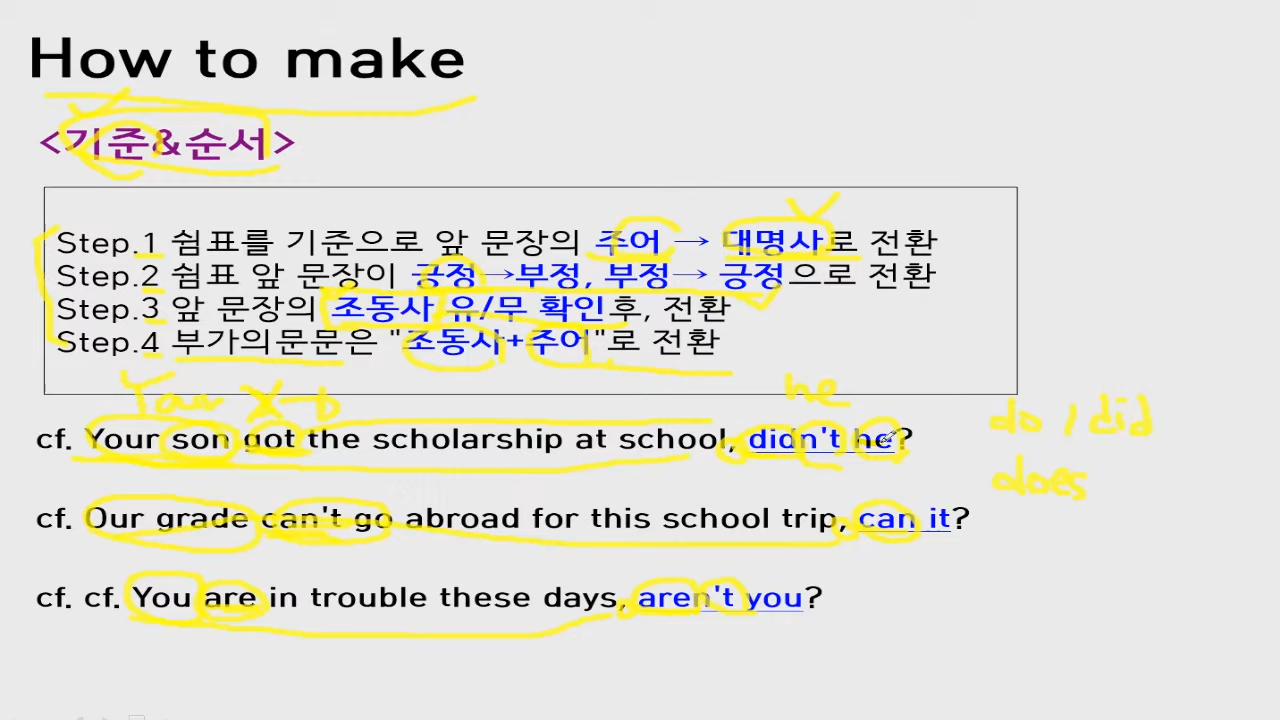 How to make
<기준&순서>
Step.1 쉼표를 기준으로 앞 문장의 주어 → 대명사로 전환
Step.2 쉼표 앞 문장이 긍정→부정, 부정→ 긍정으로 전환
Step.3 앞 문장의 조동사 유/무 확인후, 전환
Step.4 부가의문문은 "조동사+주어"로 전환
he
cf. Your son got the scholarship at school, didn't he?
do / did
does
cf. Our grade can't go abroad for this school trip, can it?
cf. cf. You are in trouble these days, aren't you?